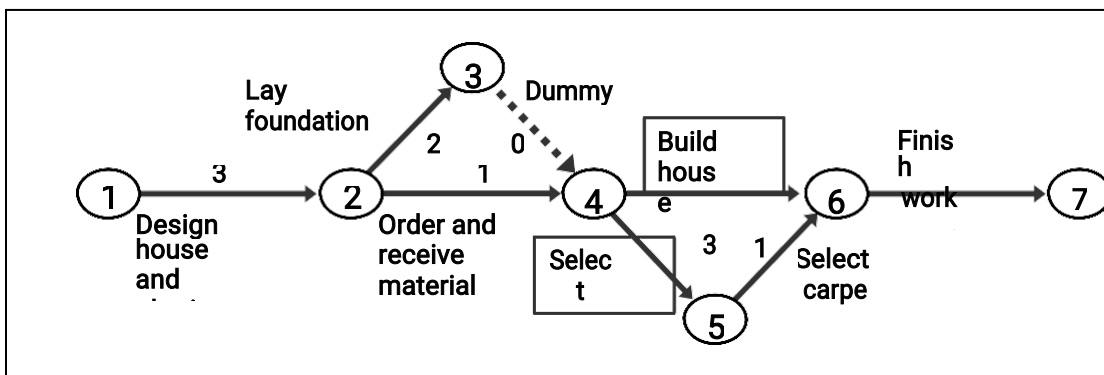 3
Lay
foundation
Dummy
2
0
Build
hous
e
Finis
h
work
1
3
2
1
4
6
7
Design
house
and
Order and
receive
material
Selec
t
3
1
Select
carpe
5